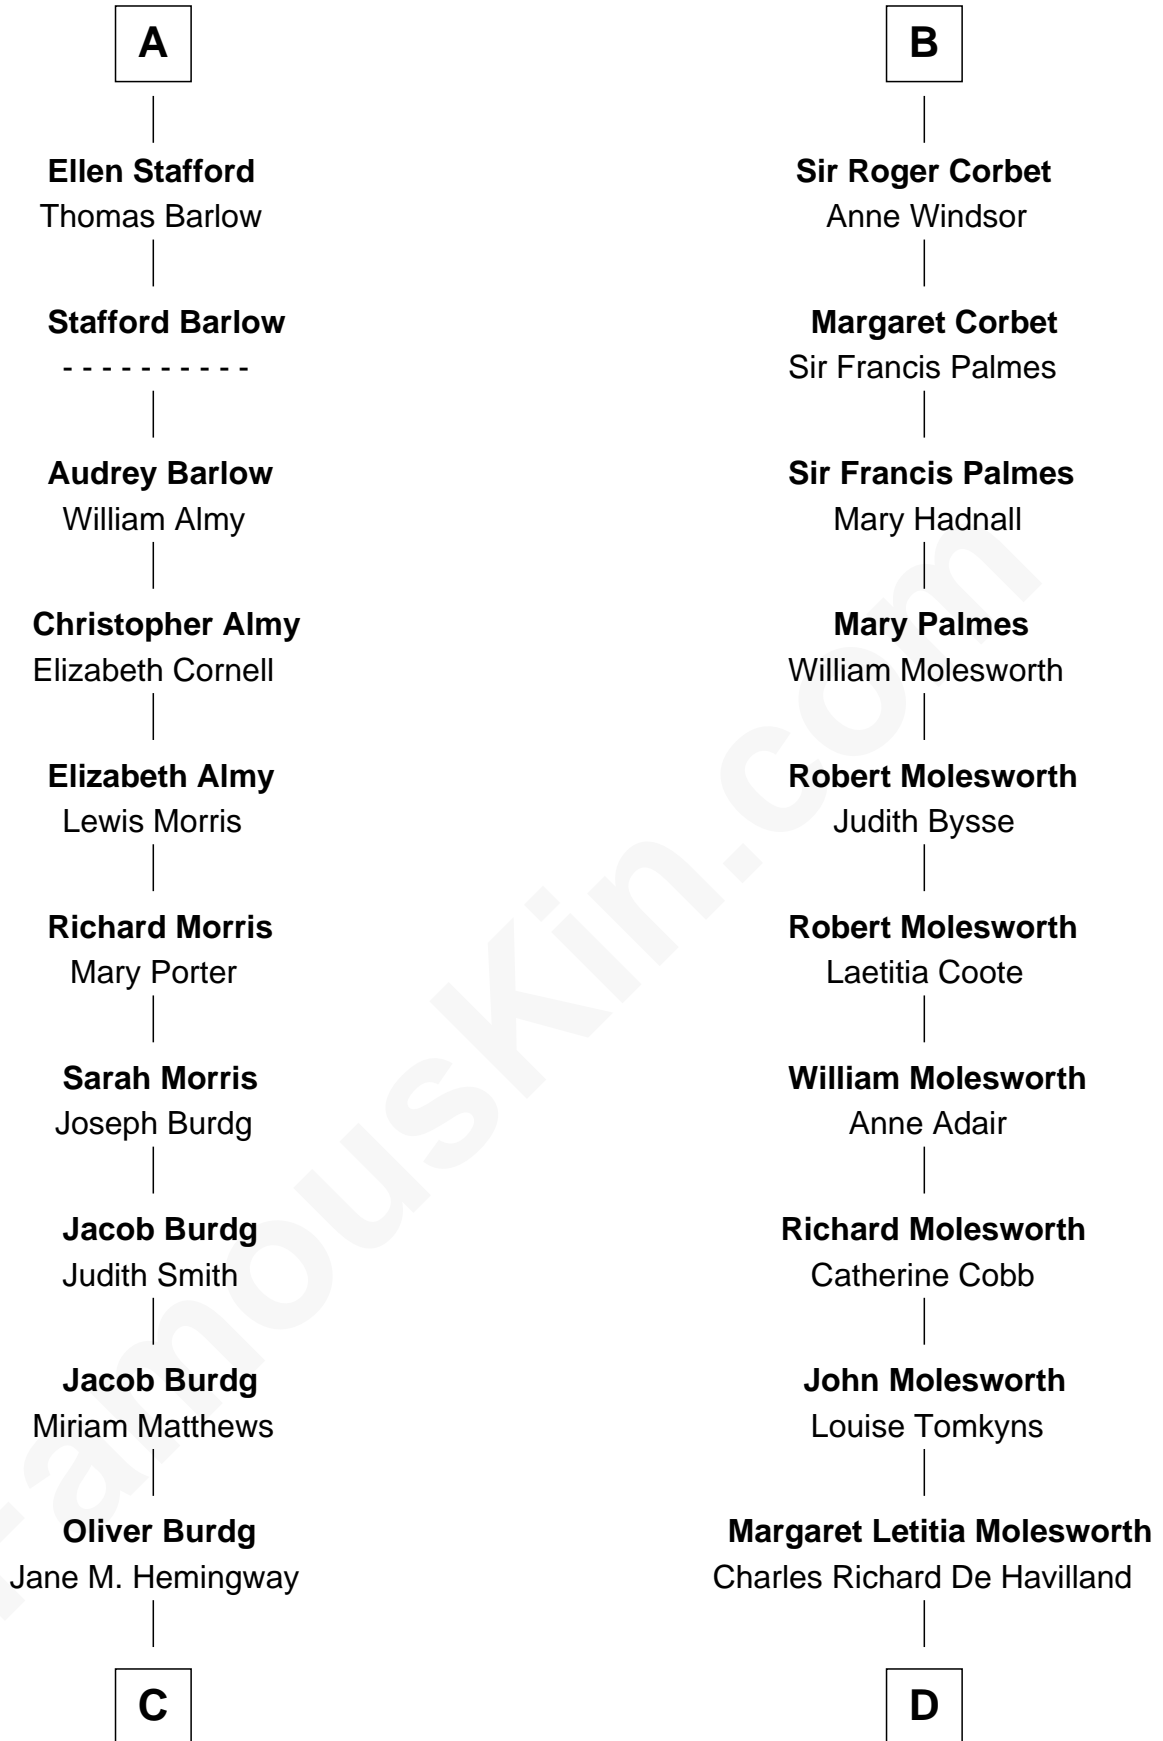 A
Ellen Stafford
Thomas Barlow
Stafford Barlow
- - - - - - - - - -
Audrey Barlow
William Almy
Christopher Almy
Elizabeth Cornell
Elizabeth Almy
Lewis Morris
Richard Morris
Mary Porter
Sarah Morris
Joseph Burdg
Jacob Burdg
Judith Smith
Jacob Burdg
Miriam Matthews
Oliver Burdg
Jane M. Hemingway
C
B
Sir Roger Corbet
Anne Windsor
Margaret Corbet
Sir Francis Palmes
Sir Francis Palmes
Mary Hadnall
Mary Palmes
William Molesworth
Robert Molesworth
Judith Bysse
Robert Molesworth
Laetitia Coote
William Molesworth
Anne Adair
Richard Molesworth
Catherine Cobb
John Molesworth
Louise Tomkyns
Margaret Letitia Molesworth
Charles Richard De Havilland
D
FamousKin.com